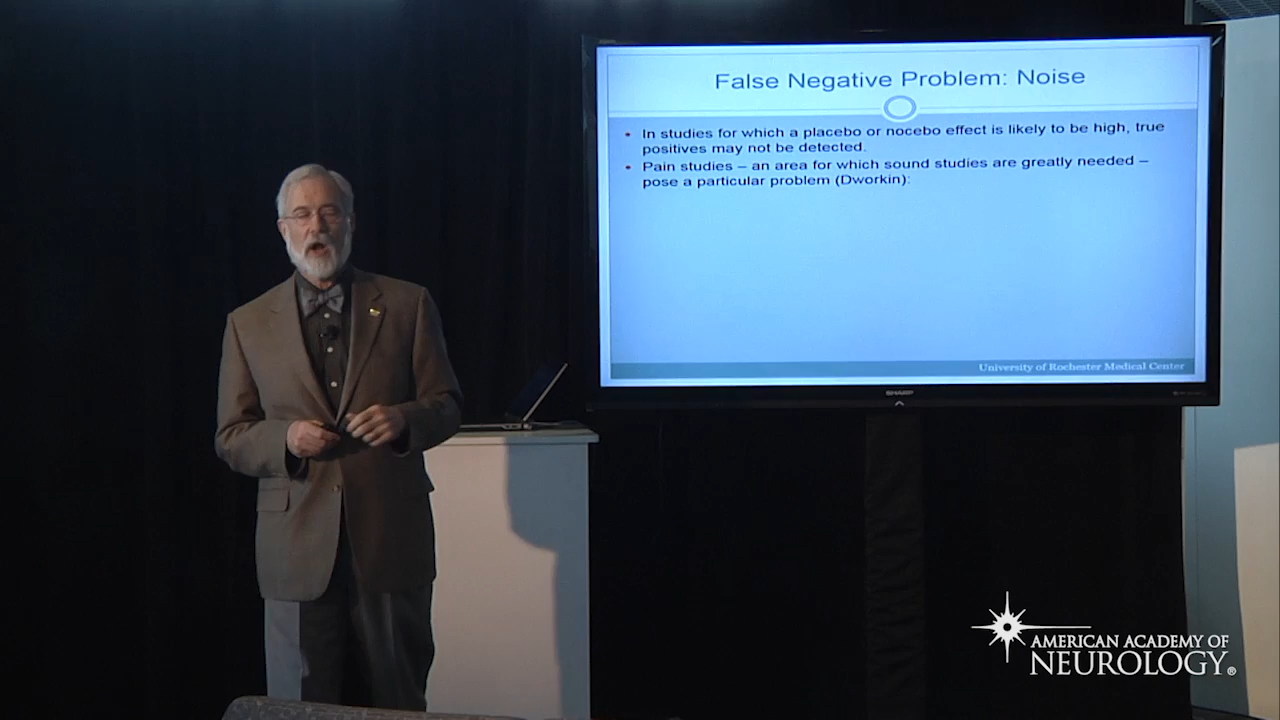 False Negative Problem: Noise
• In studies for which a placebo or nocebo effect is likely to be high, true
positives may not be detected.
• Pain studies – an area for which sound studies are greatly needed –
pose a particular problem (Dworkin):
University of Rochester Medical Center
SHARP
AMERICAN ACADEMY OF
NEUROLOGY®